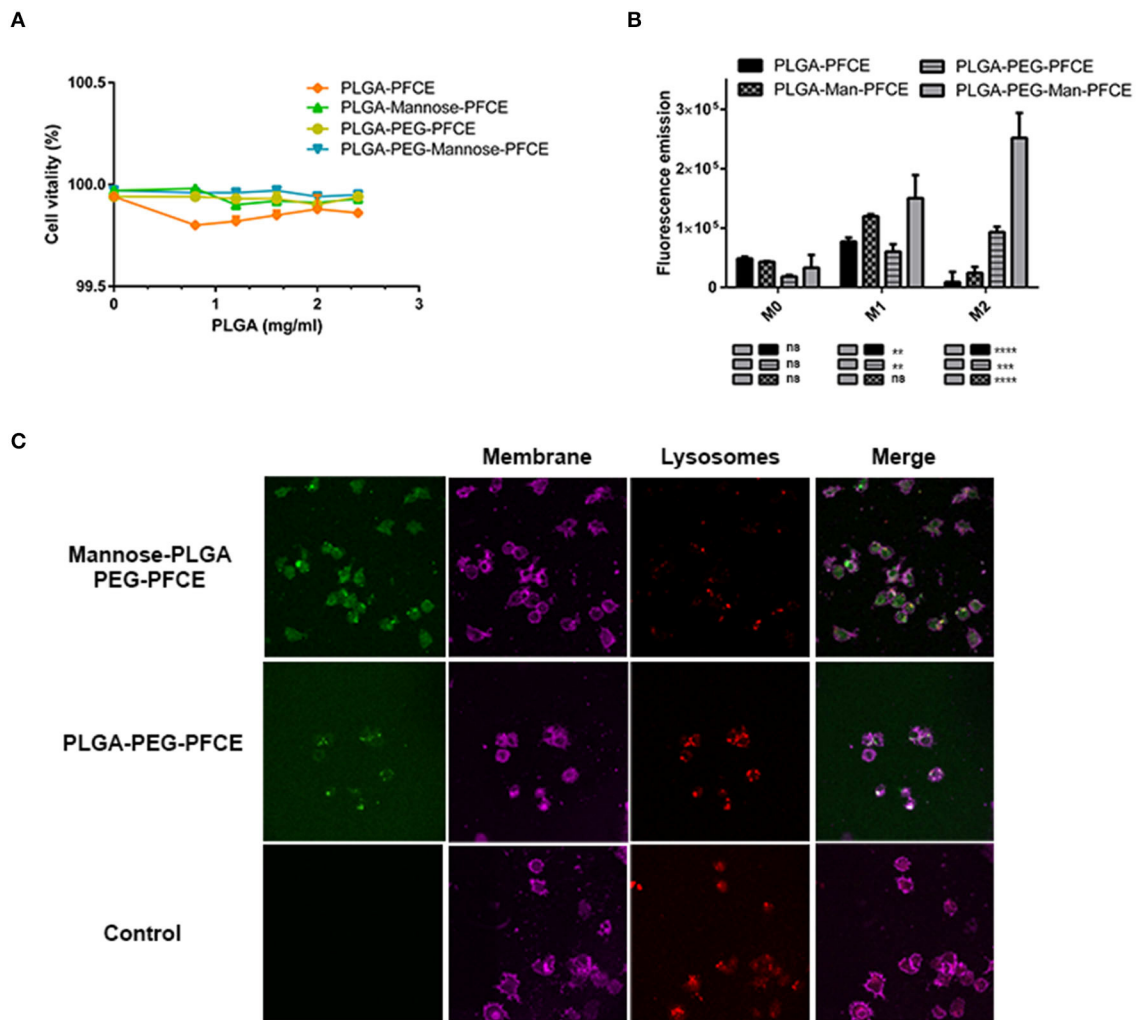 A
100.5
100.0
99.5
Cell vitality (%)
0
1
2
3
PLGA (mg/ml)
PLGA-PFCE
PLGA-Mannose-PFCE
PLGA-PEG-PFCE
PLGA-PEG-Mannose-PFCE
B
PLGA-PFCE
PLGA-PEG-PFCE
PLGA-Man-PFCE
PLGA-PEG-Man-PFCE
3×10⁵
2×10⁵
1×10⁵
0
Fluorescence emission
M0
M1
M2
ns ** ****
ns ** ***
ns ns ****
C
Membrane
Lysosomes
Merge
Mannose-PLGA
PEG-PFCE
PLGA-PEG-PFCE
Control